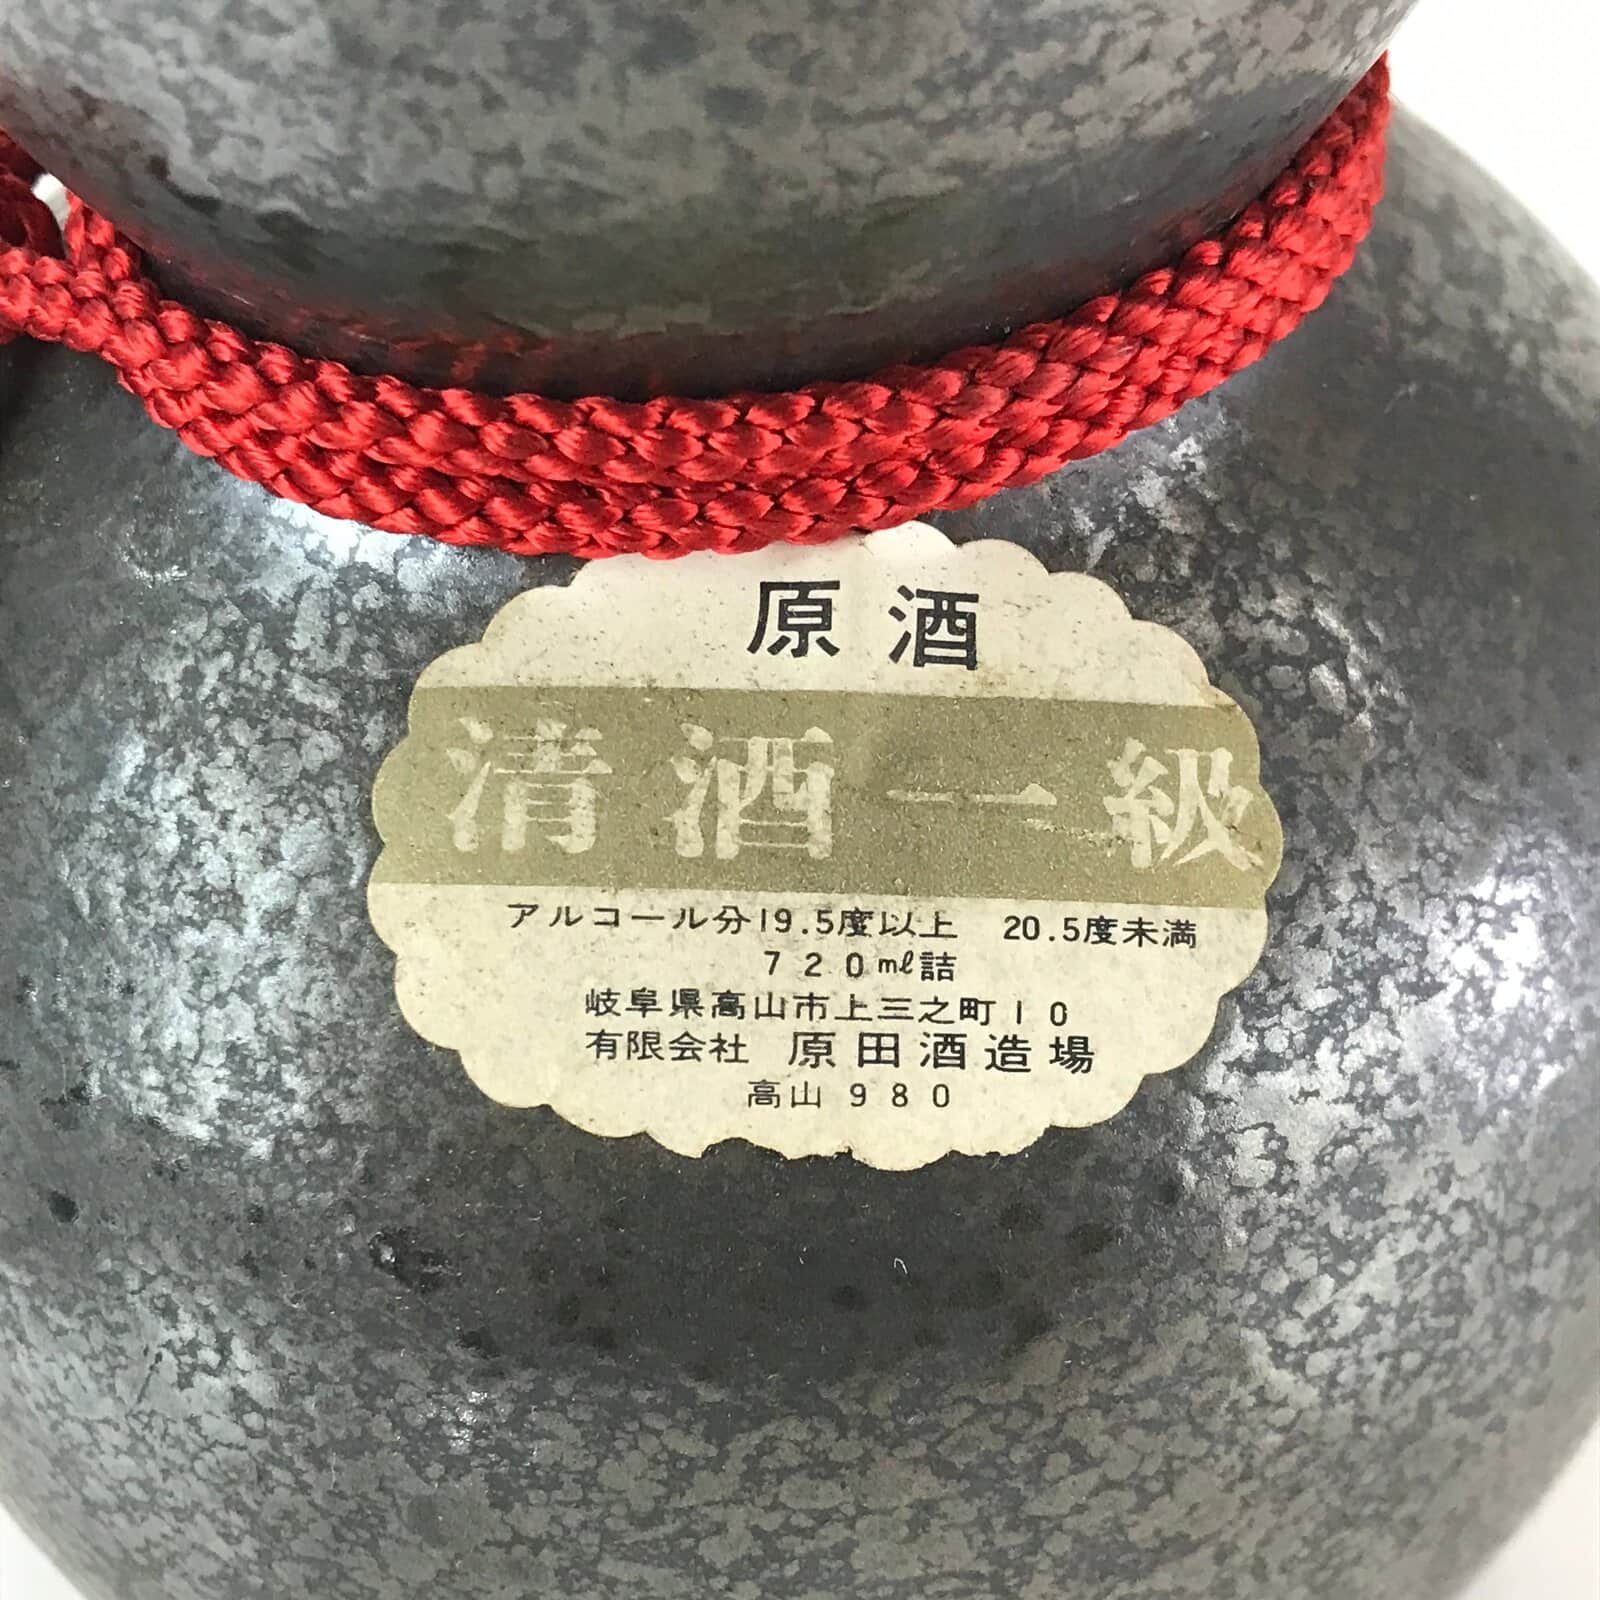 原酒
清酒一級
アルコール分19.5度以上 20.5度未満
720ml詰
岐阜県高山市上三之町10
有限会社 原田酒造場
高山980